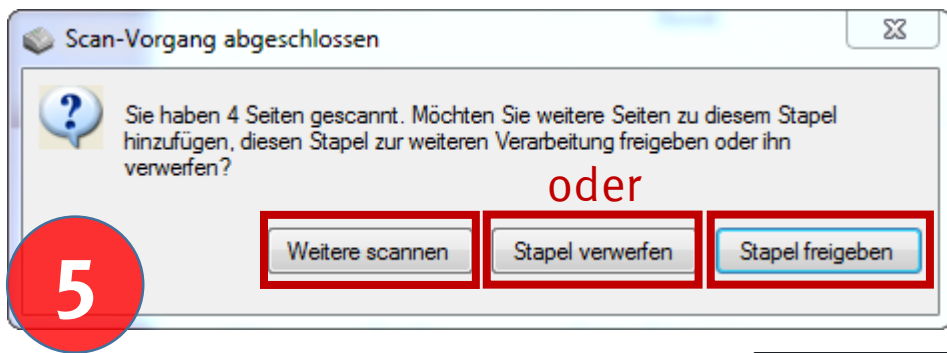 Scan-Vorgang abgeschlossen
Sie haben 4 Seiten gescannt. Möchten Sie weitere Seiten zu diesem Stapel
hinzufügen, diesen Stapel zur weiteren Verarbeitung freigeben oder ihn
verwerfen?
oder
Weitere scannen Stapel verwerfen Stapel freigeben
5